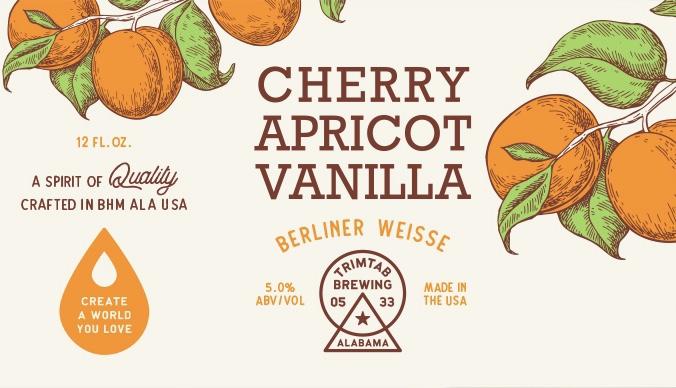 12 FL. OZ.
A SPIRIT OF Quality
CRAFTED IN BHM ALA USA
CREATE
A WORLD
YOU LOVE
CHERRY
APRICOT
VANILLA
BERLINER WEISSE
5.0%
ABV/VOL
TRIMTAB
BREWING
05 33
ALABAMA
MADE IN
THE USA